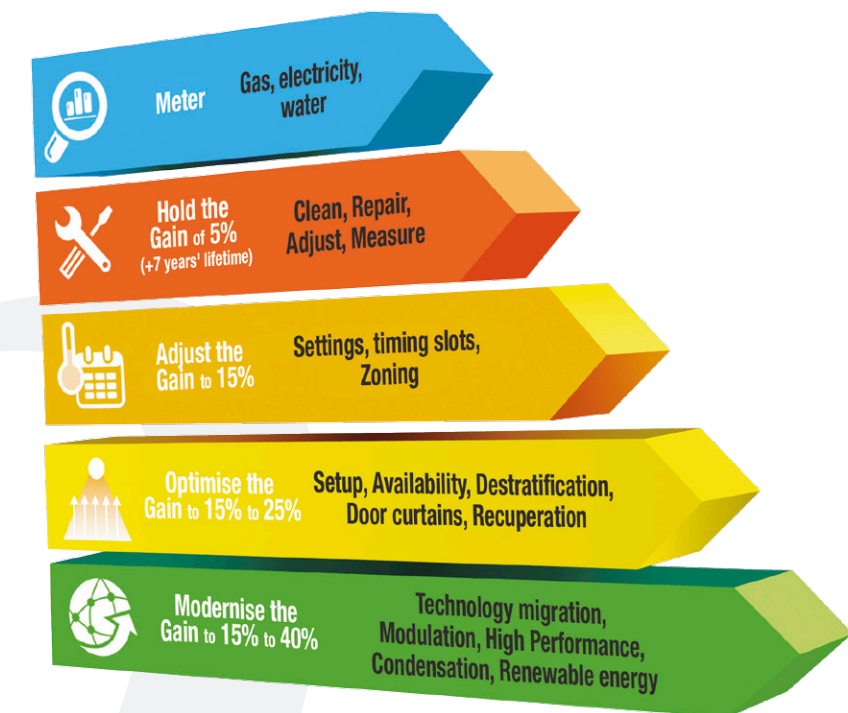 Meter
Gas, electricity,
water
Hold the
Gain of 5%
(+7 years' lifetime)
Clean, Repair,
Adjust, Measure
Adjust the
Gain to 15%
Settings, timing slots,
Zoning
Optimise the
Gain to 15% to 25%
Setup, Availability, Destratification,
Door curtains, Recuperation
Modernise the
Gain to 15% to 40%
Technology migration,
Modulation, High Performance,
Condensation, Renewable energy